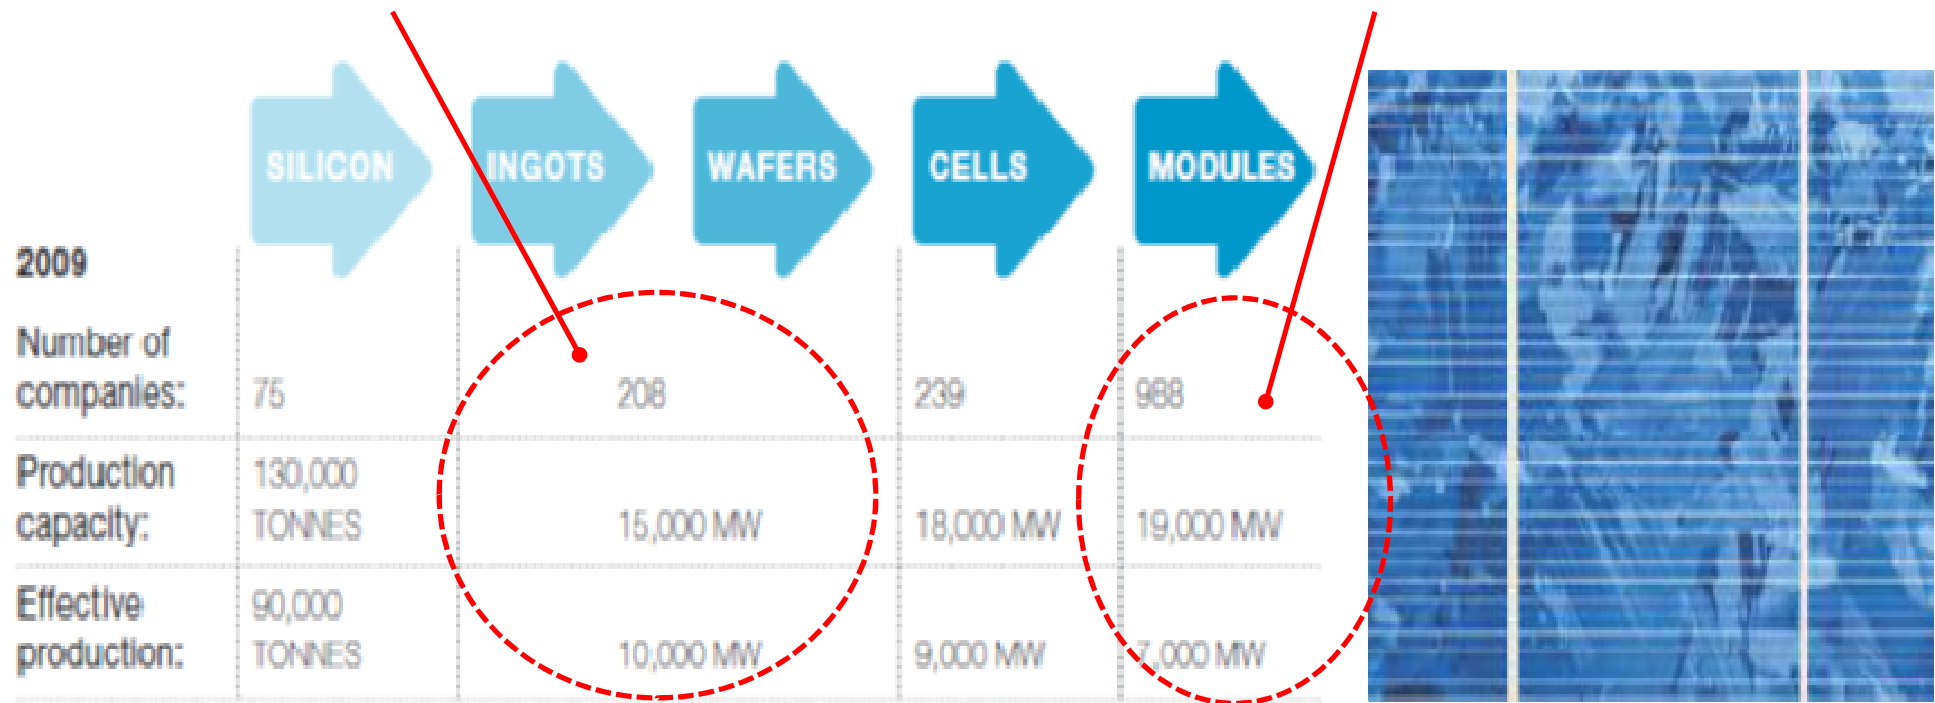 SILICON INGOTS WAFERS CELLS MODULES
2009
Number of
companies: 75 208 239 988
Production 130,000
capacity: TONNES 15,000 MW 18,000 MW 19,000 MW
Effective 90,000
production: TONNES 10,000 MW 9,000 MW 7,000 MW